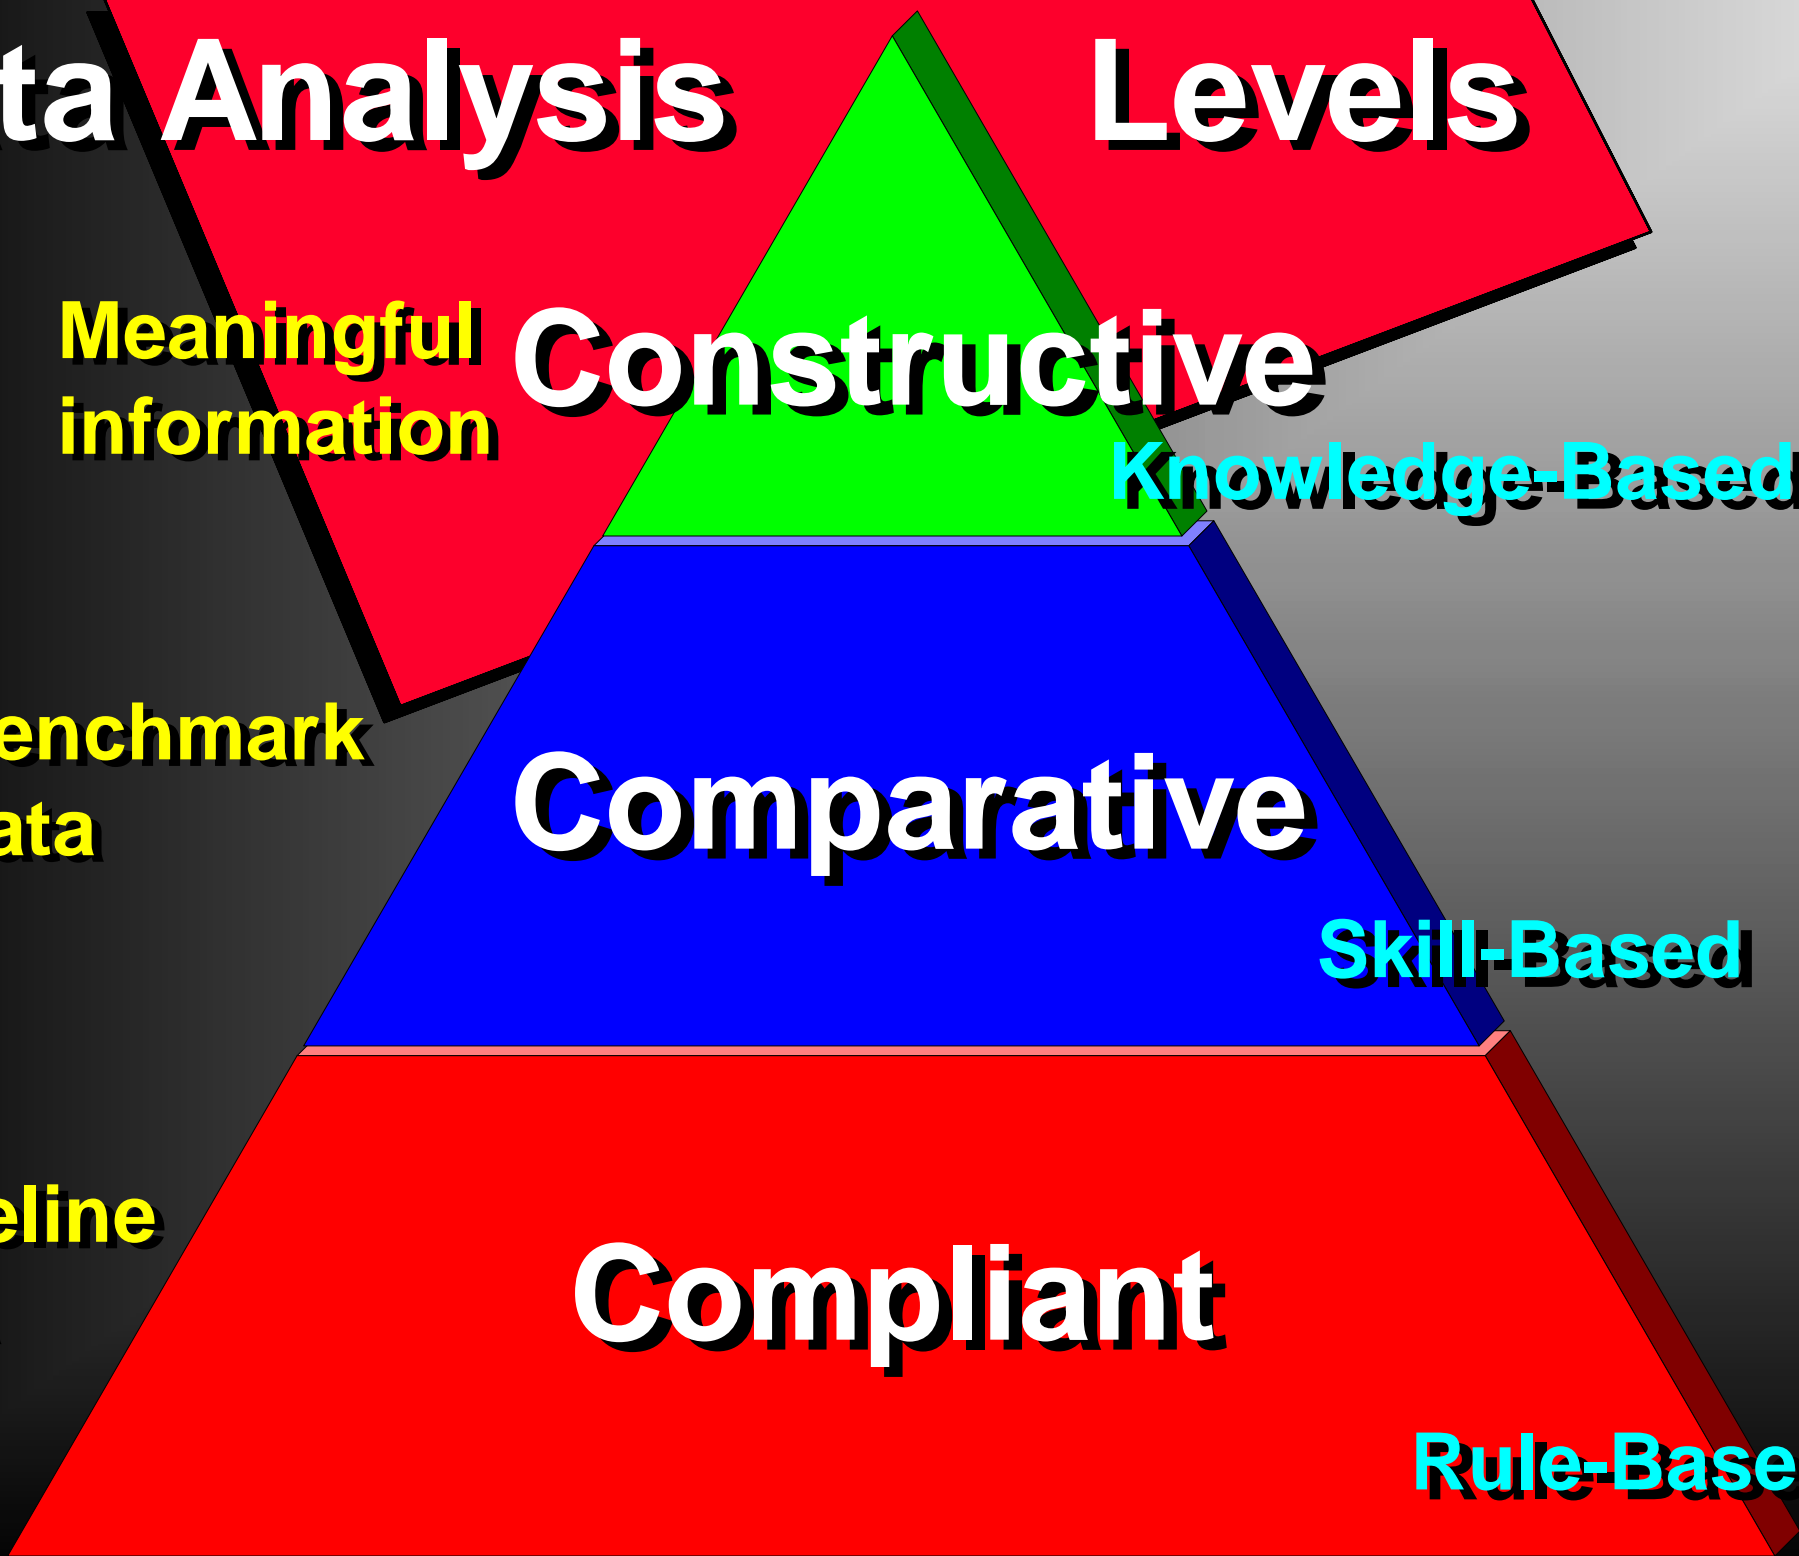 ta Analysis Levels
Meaningful
information
Constructive
Knowledge-Based
enchmark
ata
Comparative
Skill-Based
eline
Compliant
Rule-Base